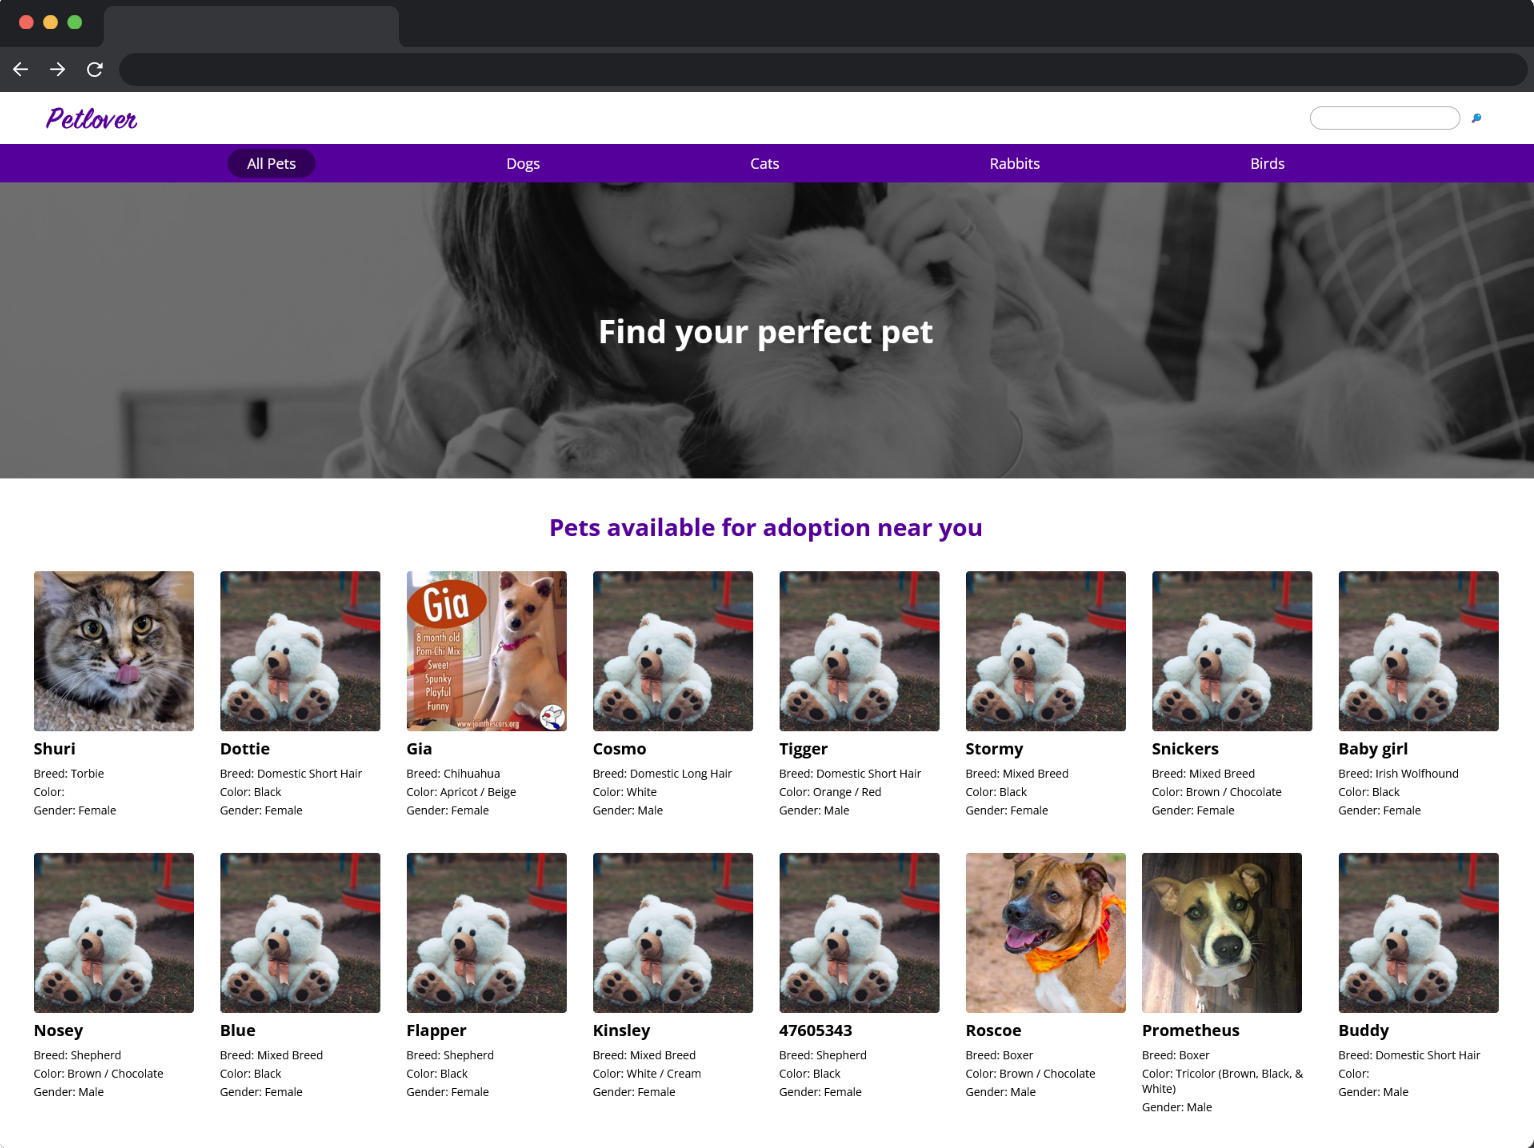 Petlover
All Pets
Dogs
Cats
Rabbits
Birds
Find your perfect pet
Pets available for adoption near you
Gia
8 month old
Pom-Chi Mix
Sweet
Spunky
Playful
Funny
www.jointhescars.org
Shuri
Breed: Torbie
Color:
Gender: Female
Dottie
Breed: Domestic Short Hair
Color: Black
Gender: Female
Gia
Breed: Chihuahua
Color: Apricot / Beige
Gender: Female
Cosmo
Breed: Domestic Long Hair
Color: White
Gender: Male
Tigger
Breed: Domestic Short Hair
Color: Orange / Red
Gender: Male
Stormy
Breed: Mixed Breed
Color: Black
Gender: Female
Snickers
Breed: Mixed Breed
Color: Brown / Chocolate
Gender: Female
Baby girl
Breed: Irish Wolfhound
Color: Black
Gender: Female
Nosey
Breed: Shepherd
Color: Brown / Chocolate
Gender: Male
Blue
Breed: Mixed Breed
Color: Black
Gender: Female
Flapper
Breed: Shepherd
Color: Black
Gender: Female
Kinsley
Breed: Mixed Breed
Color: White / Cream
Gender: Female
47605343
Breed: Shepherd
Color: Black
Gender: Female
Roscoe
Breed: Boxer
Color: Brown / Chocolate
Gender: Male
Prometheus
Breed: Boxer
Color: Tricolor (Brown, Black, &
White)
Gender: Male
Buddy
Breed: Domestic Short Hair
Color:
Gender: Male